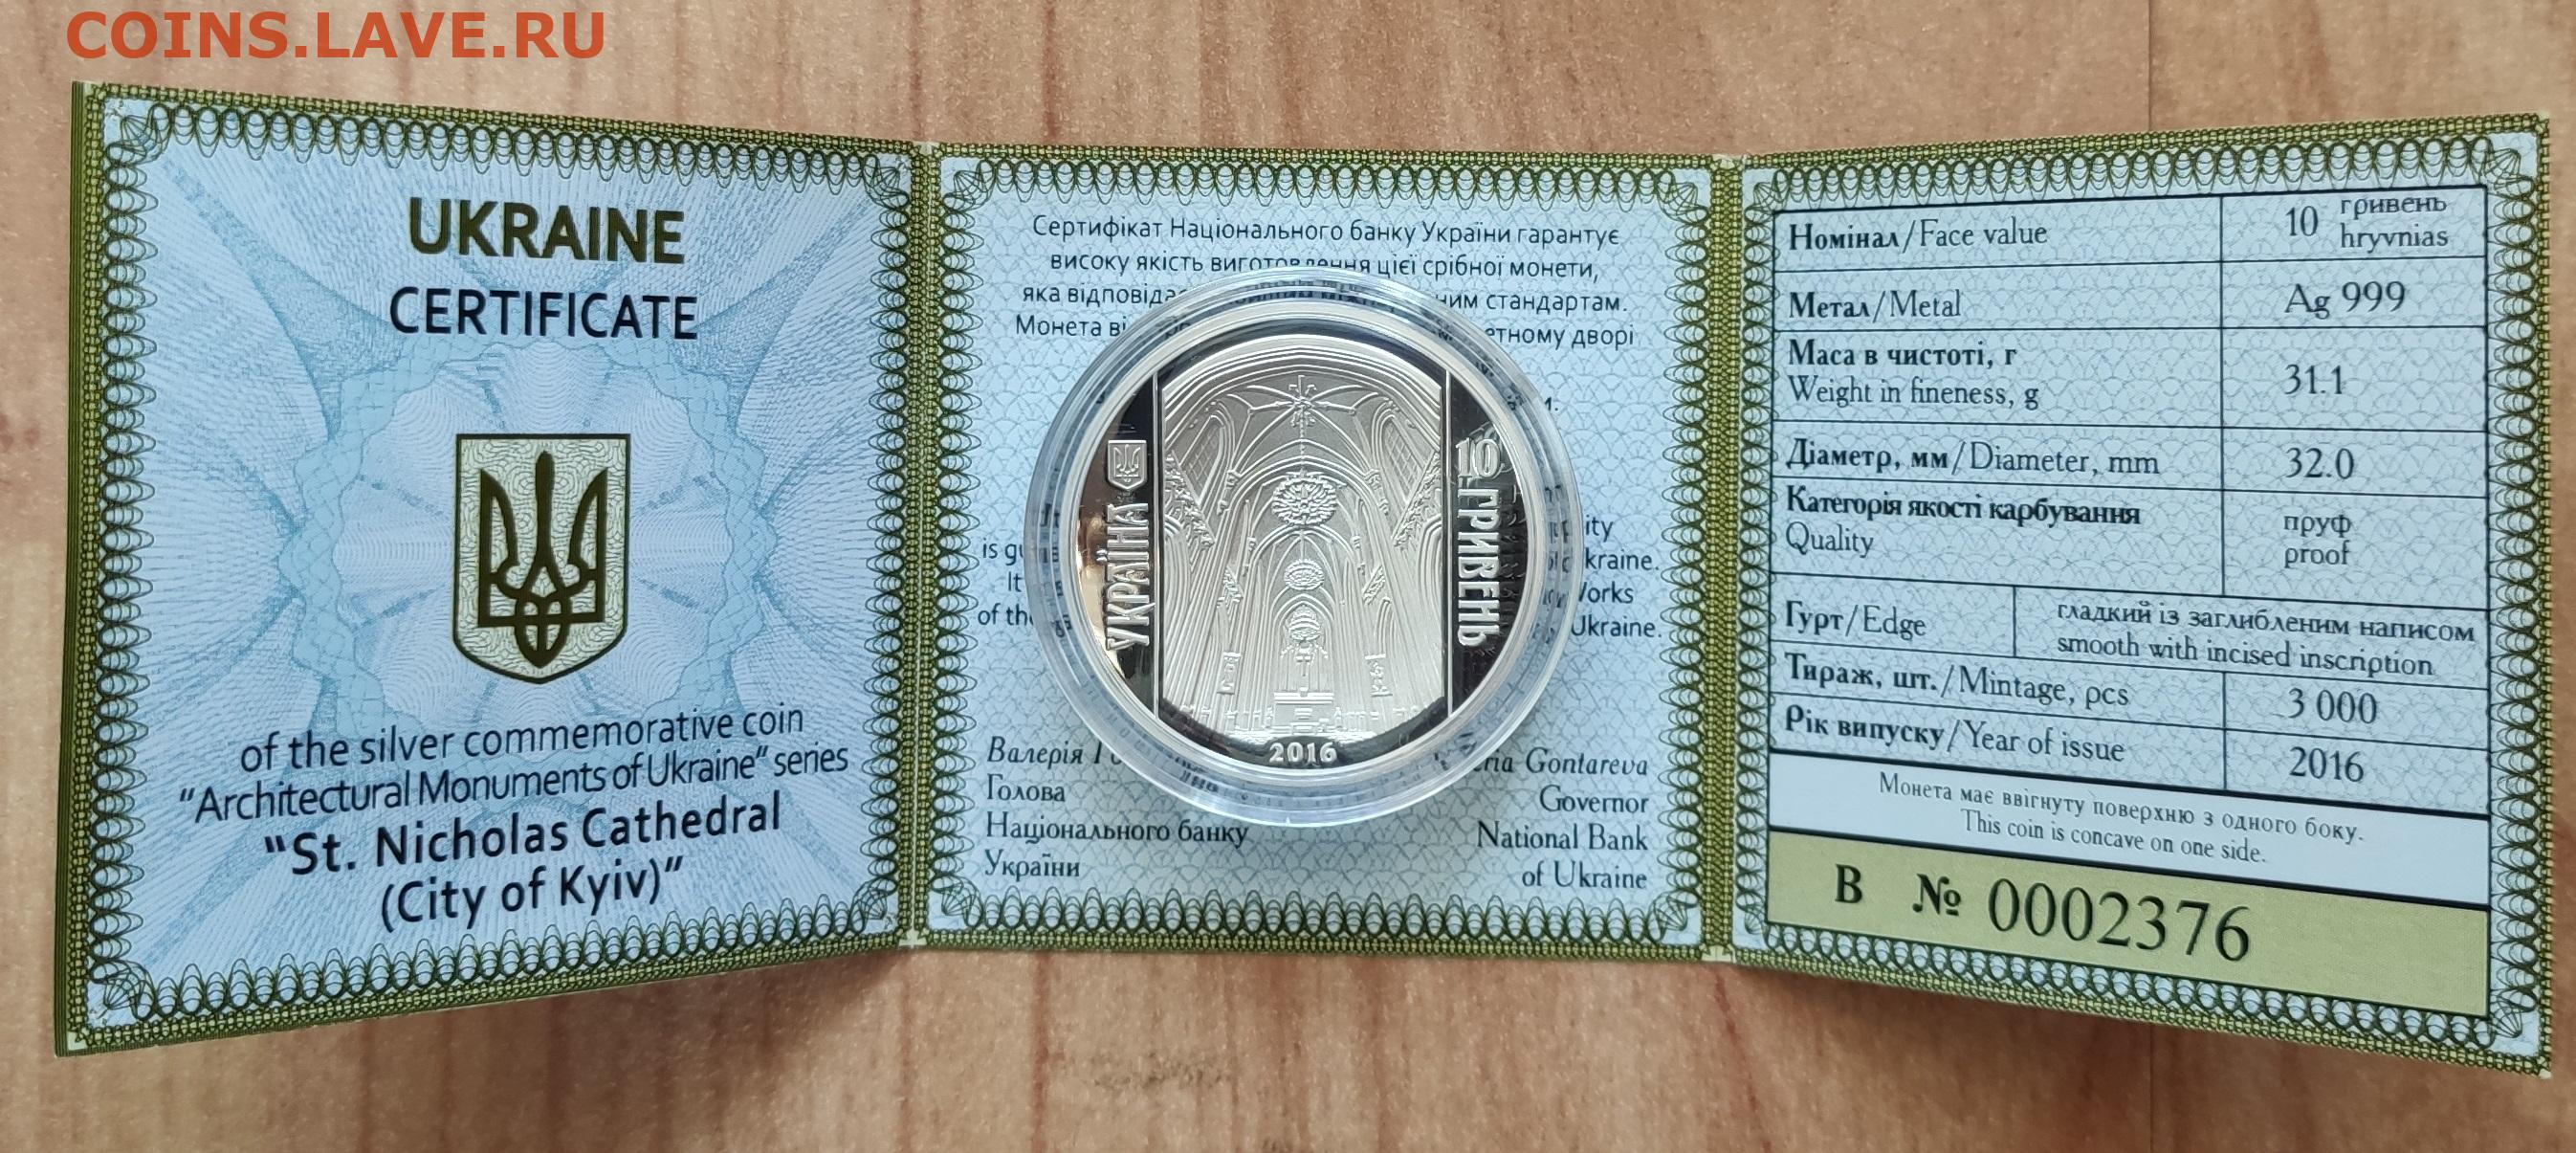 COINS.LAVE.RU
UKRAINE
CERTIFICATE
of the silver commemorative coin
"Architectural Monuments of Ukraine" series
"St. Nicholas Cathedral
(City of Kyiv)"
Сертифікат Національного банку України гарантує
високу якість виготовлення цієї срібної монети,
яка відповідає стандартам.
Монета дворі
is
It
of the
Ukraine.
Валерія
Голова
Національного банку
України
Gontareva
Governor
National Bank
of Ukraine
УКРАЇНА
10 ГРИВЕНЬ
2016
Номінал/Face value
10 гривень
hryvnias
Метал/Metal
Ag 999
Маса в чистоті, г
Weight in fineness, g
31.1
Діаметр, мм/Diameter, mm
32.0
Категорія якості карбування
Quality
пруф
proof
Гурт/Edge
гладкий із заглибленим написом
smooth with incised inscription
Тираж, шт./Mintage, pcs
3 000
Рік випуску/Year of issue
2016
Монета має ввігнуту поверхню з одного боку.
This coin is concave on one side.
В № 0002376